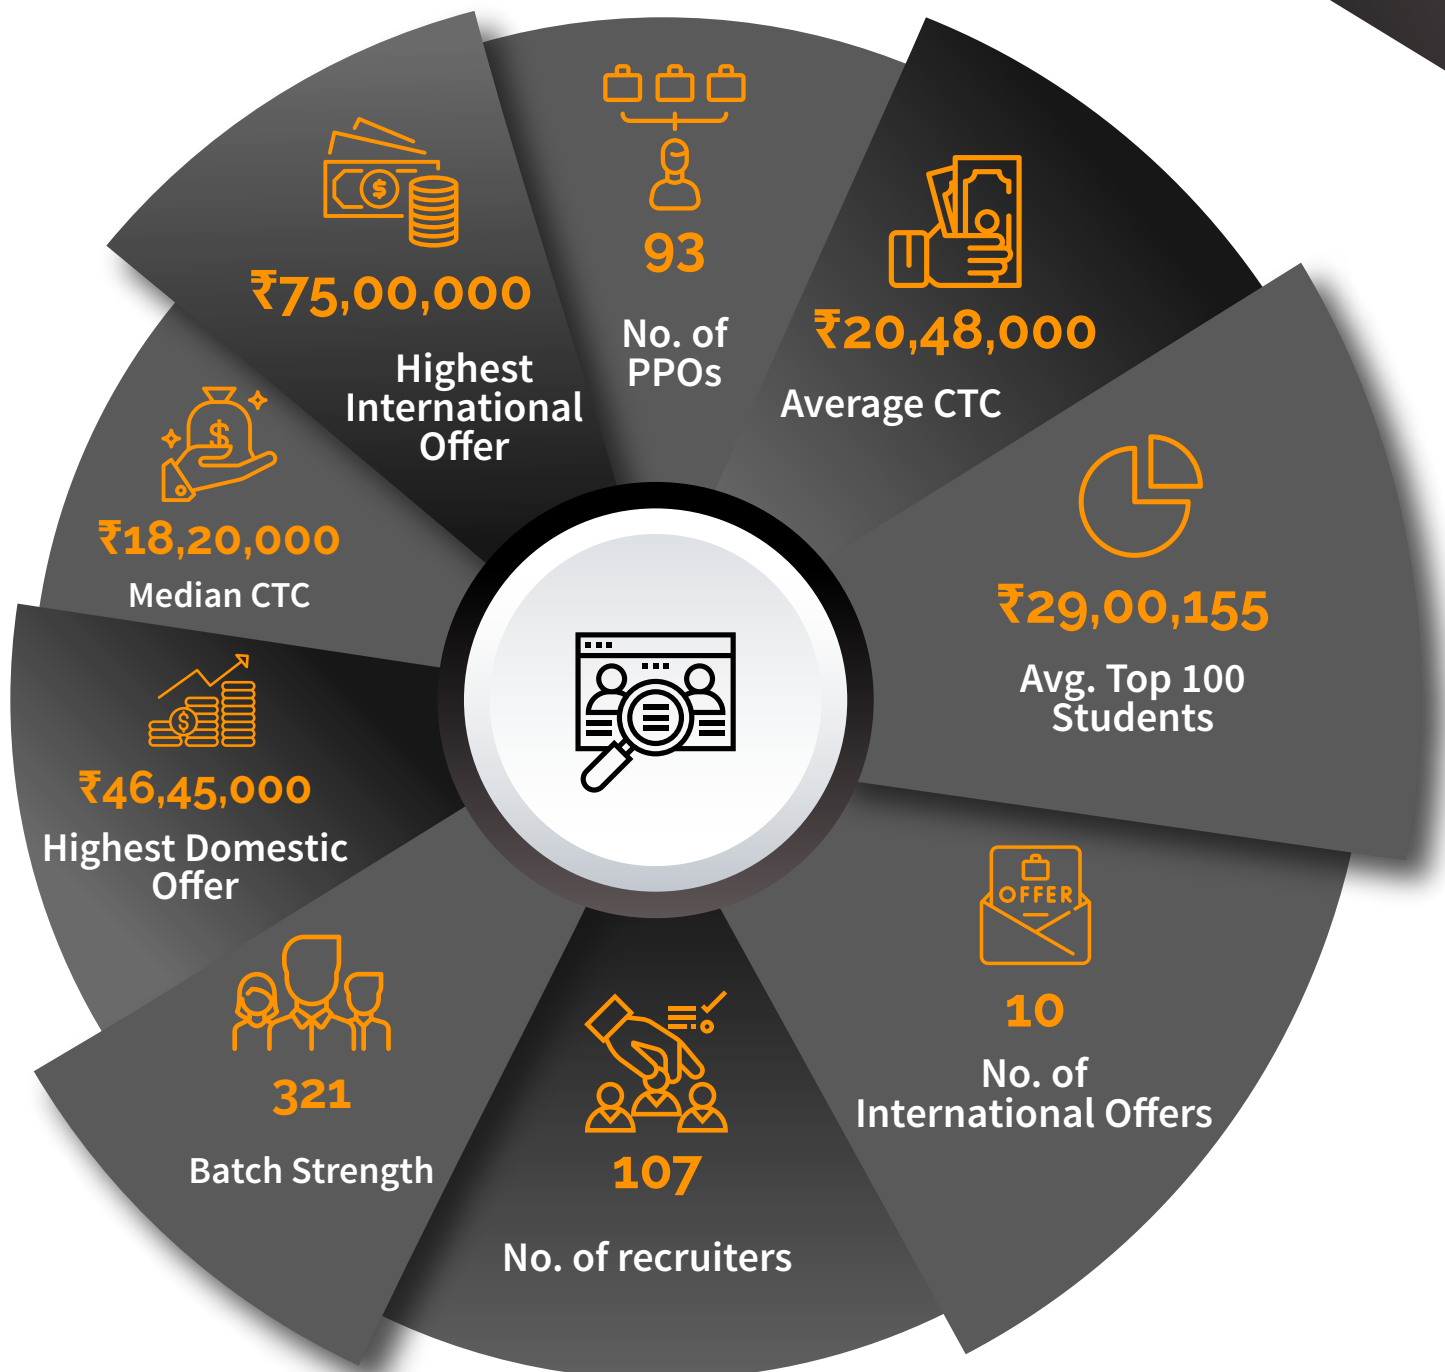 93
No. of
PPOs
₹20,48,000
Average CTC
₹29,00,155
Avg. Top 100
Students
OFFER
10
No. of
International Offers
107
No. of recruiters
321
Batch Strength
₹46,45,000
Highest Domestic
Offer
₹18,20,000
Median CTC
₹75,00,000
Highest
International
Offer